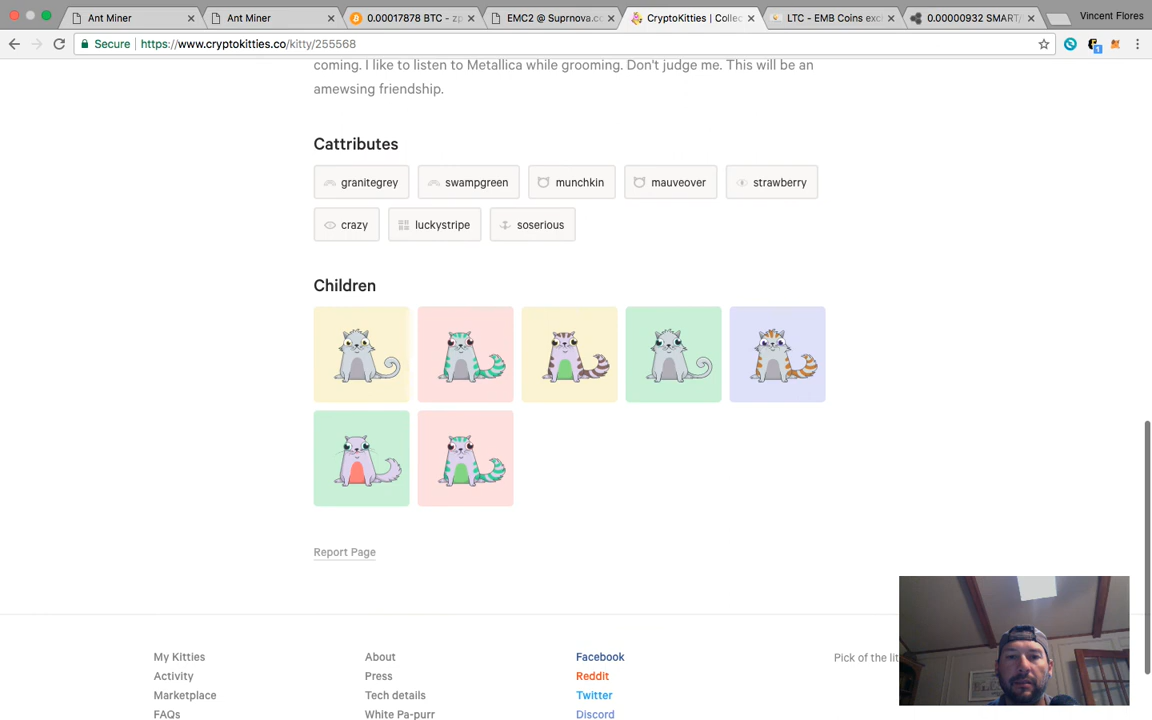 Ant Miner
Ant Miner
0.00017878 BTC - zp
EMC2 @ Suprnova.cc
CryptoKitties | Collec
LTC - EMB Coins exc
0.00000932 SMART/
Vincent Flores
Secure
https://www.cryptokitties.co/kitty/255568
1
coming. I like to listen to Metallica while grooming. Don't judge me. This will be an
amewsing friendship.
Cattributes
granitegrey
swampgreen
munchkin
mauveover
strawberry
crazy
luckystripe
soserious
Children
Report Page
My Kitties
About
Facebook
Pick of the lit
Activity
Press
Reddit
Marketplace
Tech details
Twitter
FAQs
White Pa-purr
Discord